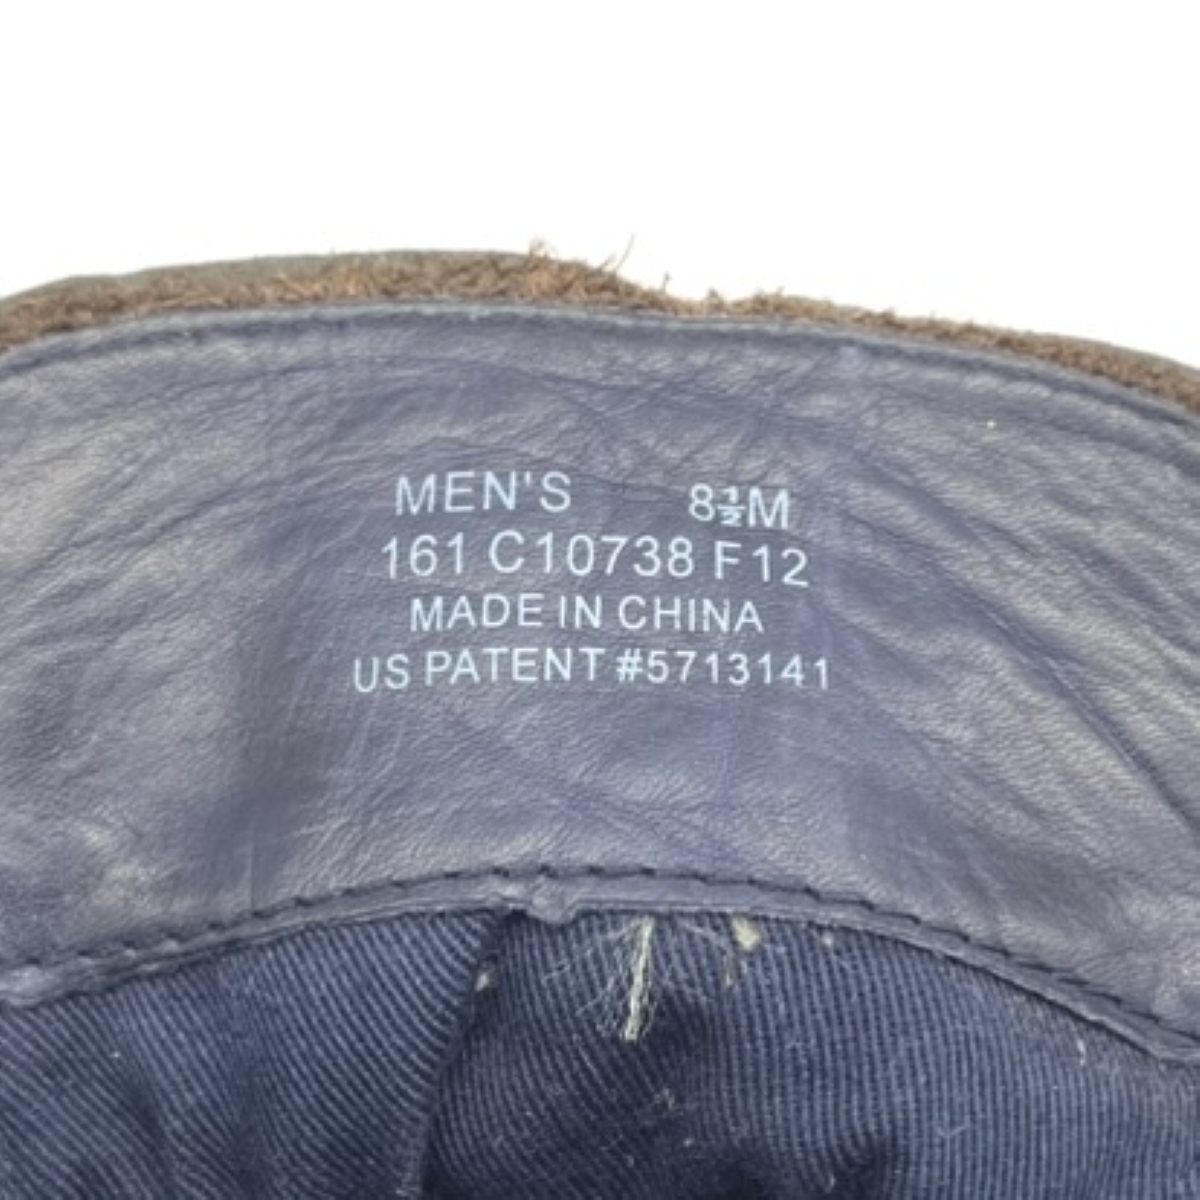 MEN'S 8½M
161 C10738 F12
MADE IN CHINA
US PATENT #5713141